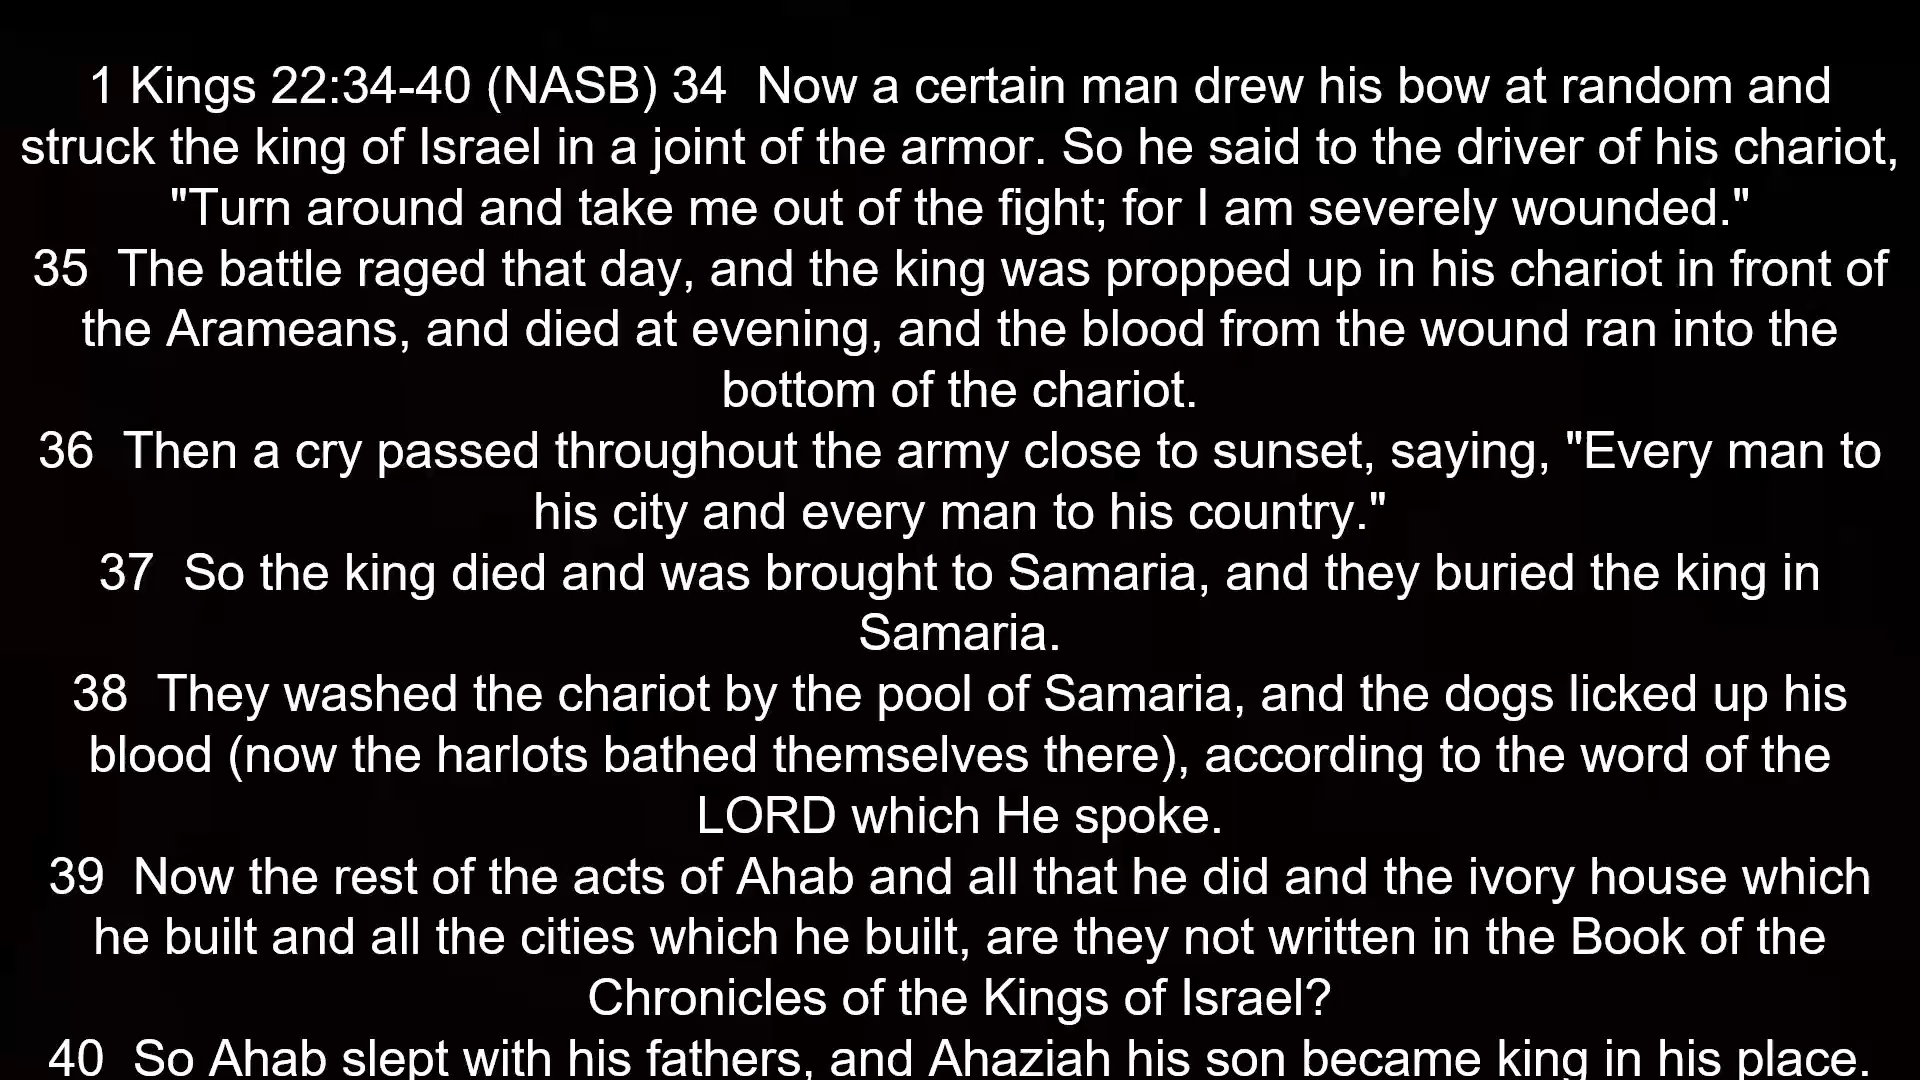 1 Kings 22:34-40 (NASB) 34  Now a certain man drew his bow at random and
struck the king of Israel in a joint of the armor. So he said to the driver of his chariot,
"Turn around and take me out of the fight; for I am severely wounded."
35  The battle raged that day, and the king was propped up in his chariot in front of
the Arameans, and died at evening, and the blood from the wound ran into the
bottom of the chariot.
36  Then a cry passed throughout the army close to sunset, saying, "Every man to
his city and every man to his country."
37  So the king died and was brought to Samaria, and they buried the king in
Samaria.
38  They washed the chariot by the pool of Samaria, and the dogs licked up his
blood (now the harlots bathed themselves there), according to the word of the
LORD which He spoke.
39  Now the rest of the acts of Ahab and all that he did and the ivory house which
he built and all the cities which he built, are they not written in the Book of the
Chronicles of the Kings of Israel?
40  So Ahab slept with his fathers, and Ahaziah his son became king in his place.